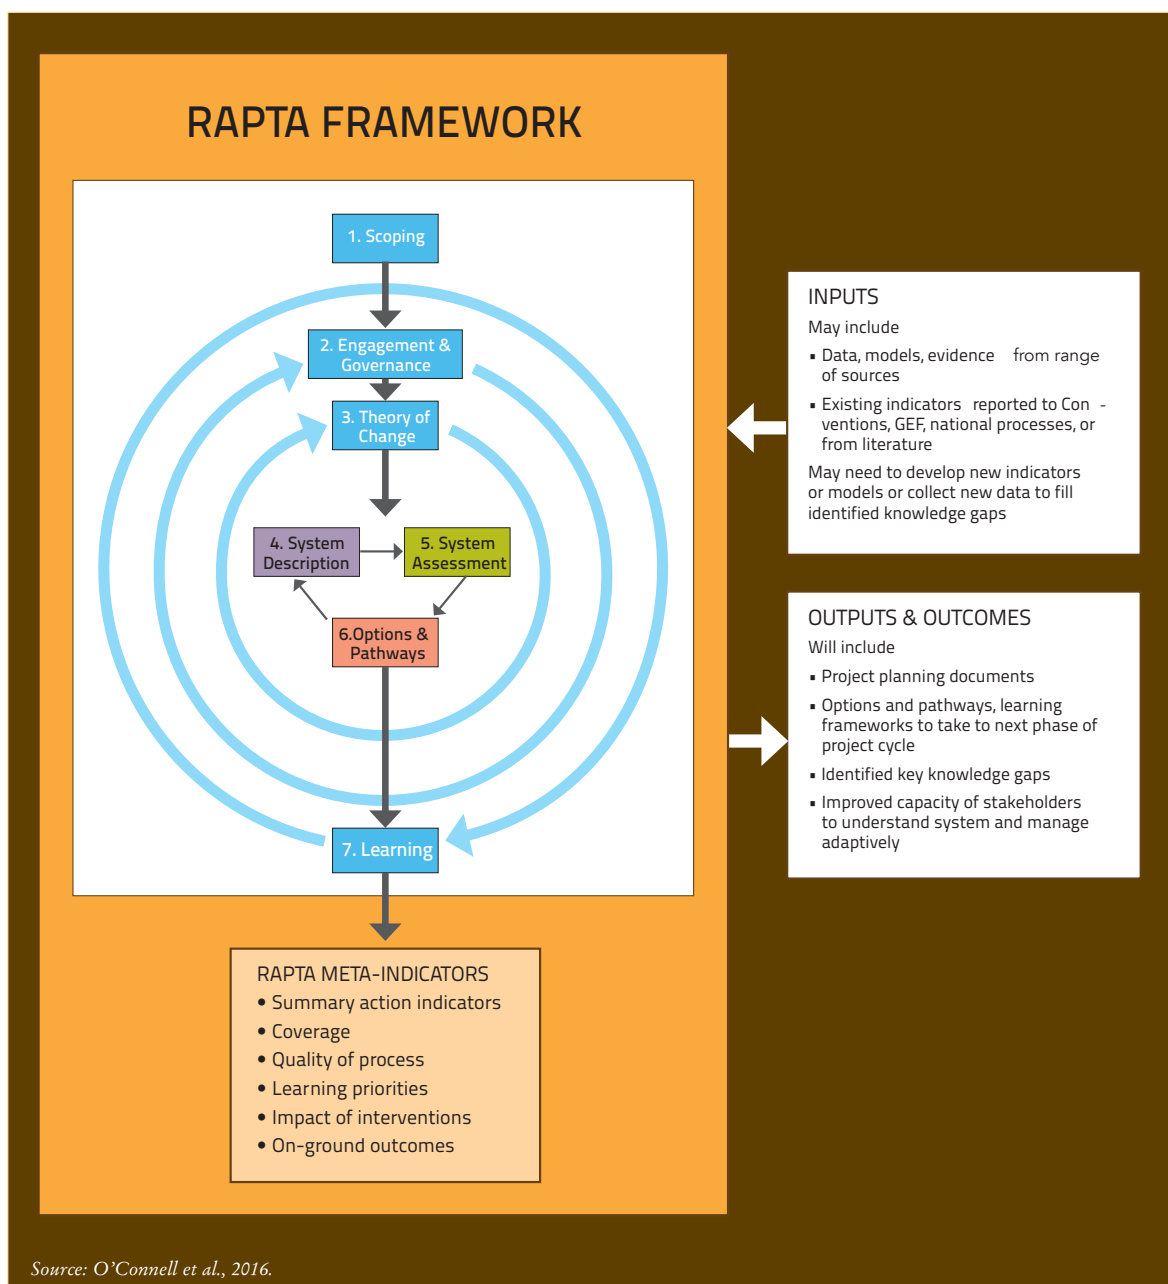 RAPTA FRAMEWORK
1. Scoping
2. Engagement &
Governance
3. Theory of
Change
4. System
Description
5. System
Assessment
6.Options &
Pathways
7. Learning
RAPTA META-INDICATORS
• Summary action indicators
• Coverage
• Quality of process
• Learning priorities
• Impact of interventions
• On-ground outcomes
INPUTS
May include
▪ Data, models, evidence from range
of sources
▪ Existing indicators reported to Con -
ventions, GEF, national processes, or
from literature
May need to develop new indicators
or models or collect new data to fill
identified knowledge gaps
OUTPUTS & OUTCOMES
Will include
▪ Project planning documents
▪ Options and pathways, learning
frameworks to take to next phase of
project cycle
▪ Identified key knowledge gaps
▪ Improved capacity of stakeholders
to understand system and manage
adaptively
Source: O’Connell et al., 2016.